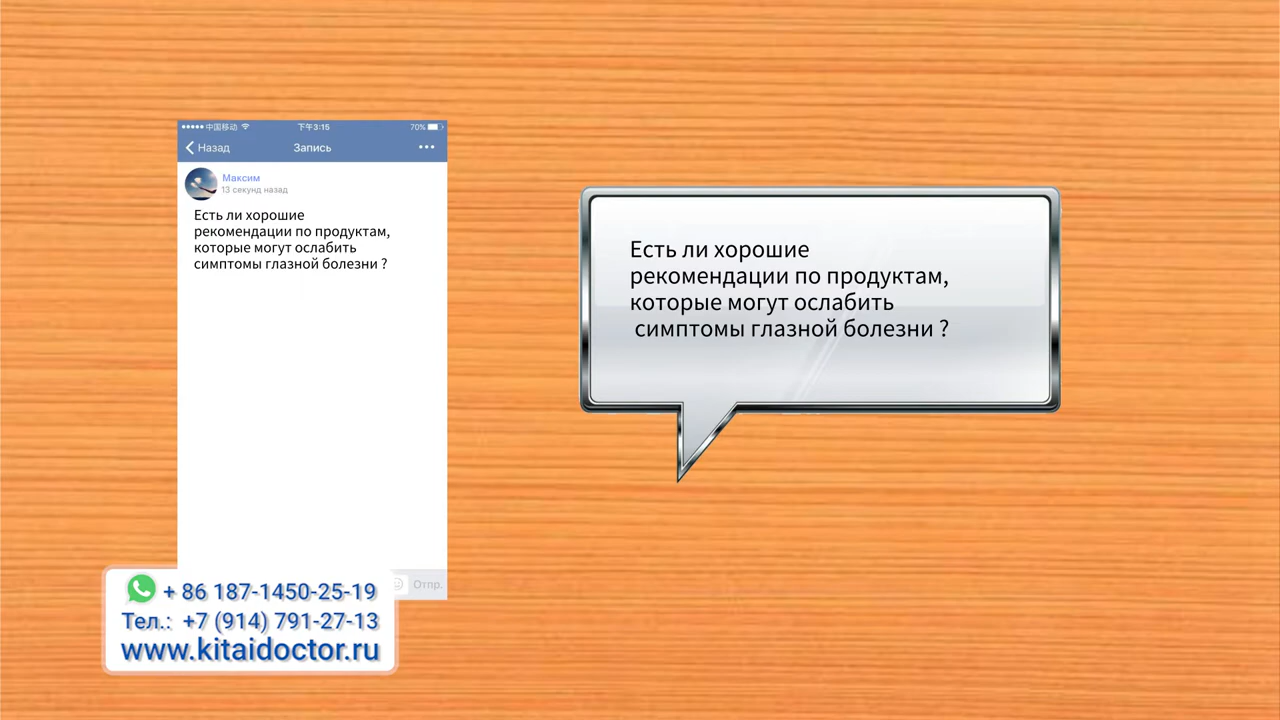 中国移动
下午3:15
70%
Назад
Запись
Максим
13 секунд назад
Есть ли хорошие
рекомендации по продуктам,
которые могут ослабить
симптомы глазной болезни ?
Отпр.
Есть ли хорошие
рекомендации по продуктам,
которые могут ослабить
симптомы глазной болезни ?
+ 86 187-1450-25-19
Тел.: +7 (914) 791-27-13
www.kitaidoctor.ru